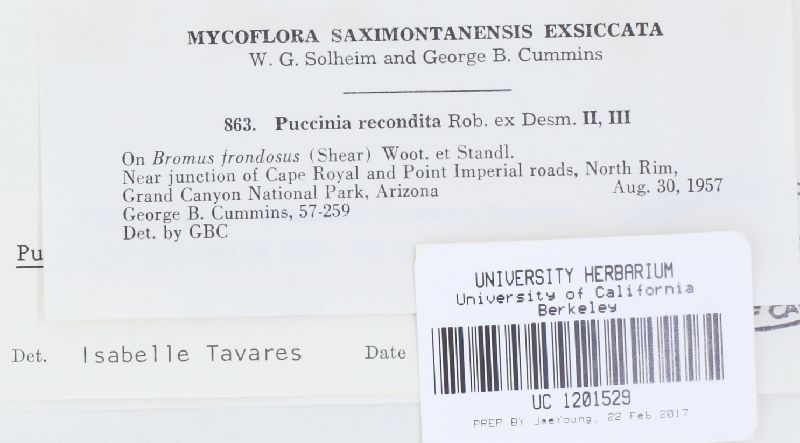 MYCOFLORA SAXIMONTANENSIS EXSICCATA
W. G. Solheim and George B. Cummins
863. Puccinia recondita Rob. ex Desm. II, III
On Bromus frondosus (Shear) Woot. et Standl.
Near junction of Cape Royal and Point Imperial roads, North Rim,
Grand Canyon National Park, Arizona Aug. 30, 1957
George B. Cummins, 57-259
Det. by GBC
Pu
UNIVERSITY HERBARIUM
University of California
Berkeley
UC 1201529
PREP BY JaeYoung, 22 Feb 2017
Det. Isabelle Tavares Date